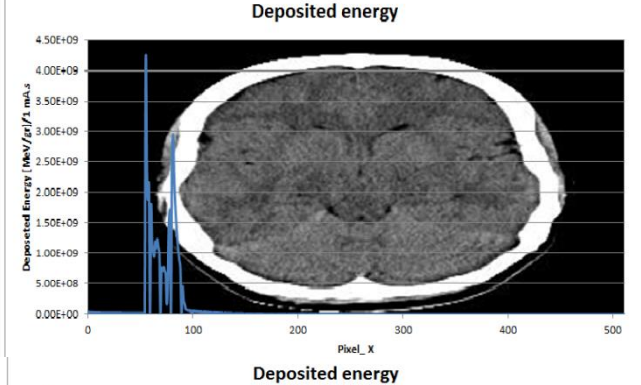 Deposited energy
4.50E+09
4.00E+09
3.50E+09
3.00E+09
2.50E+09
2.00E+09
1.50E+09
1.00E+09
5.00E+08
0.00E+00
Deposeted Energy [MeV/gr]/1 mA.s
0 100 200 300 400 500
Pixel_ X
Deposited energy